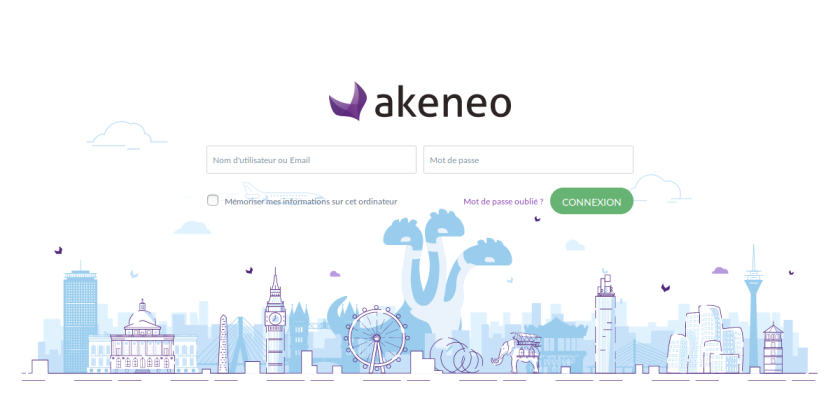 akeneo
Nom d'utilisateur ou Email
Mot de passe
Mémoriser mes informations sur cet ordinateur
Mot de passe oublié ?
CONNEXION